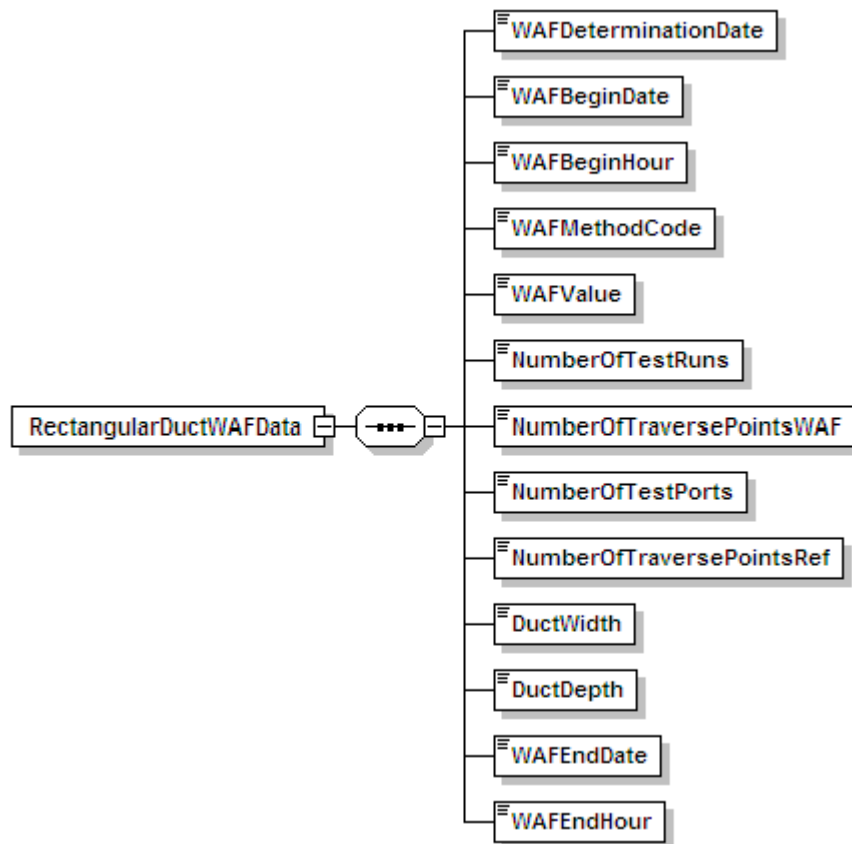 WAFDeterminationDate
WAFBeginDate
WAFBeginHour
WAFMethodCode
WAFValue
NumberOfTestRuns
RectangularDuctWAFData
NumberOfTraversePointsWAF
NumberOfTestPorts
NumberOfTraversePointsRef
DuctWidth
DuctDepth
WAFEndDate
WAFEndHour